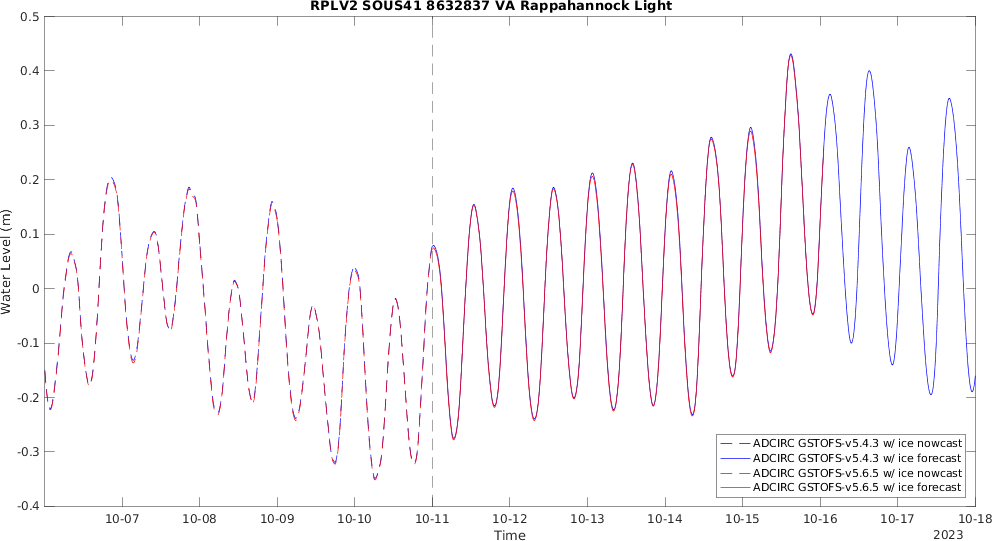 RPLV2 SOUS41 8632837 VA Rappahannock Light
0.5
0.4
0.3
0.2
0.1
0
-0.1
-0.2
-0.3
-0.4
Water Level (m)
ADCIRC GSTOFS-v5.4.3 w/ ice nowcast
ADCIRC GSTOFS-v5.4.3 w/ ice forecast
ADCIRC GSTOFS-v5.6.5 w/ ice nowcast
ADCIRC GSTOFS-v5.6.5 w/ ice forecast
10-07 10-08 10-09 10-10 10-11 10-12 10-13 10-14 10-15 10-16 10-17 10-18
Time
2023